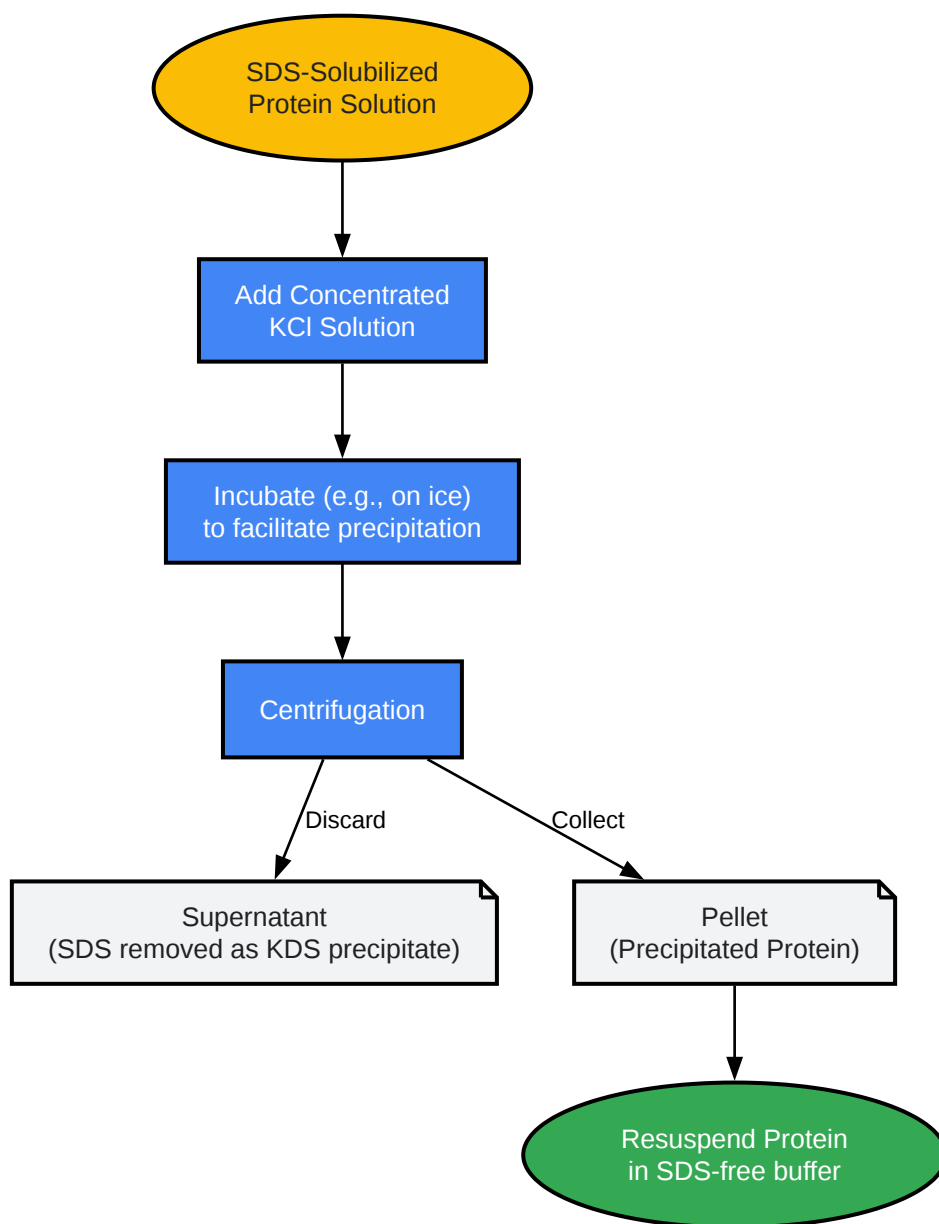 SDS-Solubilized
Protein Solution
Add Concentrated
KCl Solution
Incubate (e.g., on ice)
to facilitate precipitation
Centrifugation
Discard
Collect
Supernatant
(SDS removed as KDS precipitate)
Pellet
(Precipitated Protein)
Resuspend Protein
in SDS-free buffer